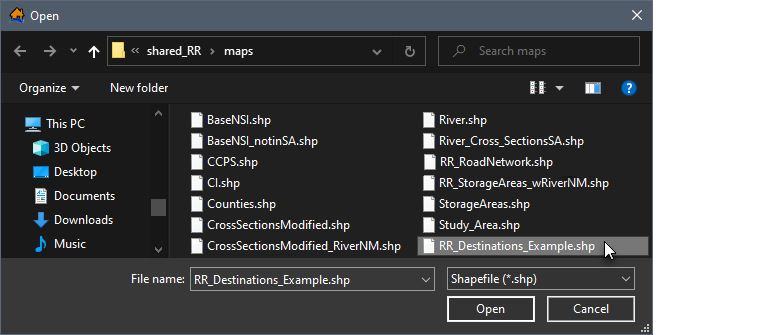 Open
« shared_RR > maps
Search maps
Organize
New folder
This PC
3D Objects
Desktop
Documents
Downloads
Music
BaseNSI.shp
BaseNSI_notinSA.shp
CCPS.shp
CI.shp
Counties.shp
CrossSectionsModified.shp
CrossSectionsModified_RiverNM.shp
River.shp
River_Cross_SectionsSA.shp
RR_RoadNetwork.shp
RR_StorageAreas_wRiverNM.shp
StorageAreas.shp
Study_Area.shp
RR_Destinations_Example.shp
File name: RR_Destinations_Example.shp
Shapefile (*.shp)
Open
Cancel